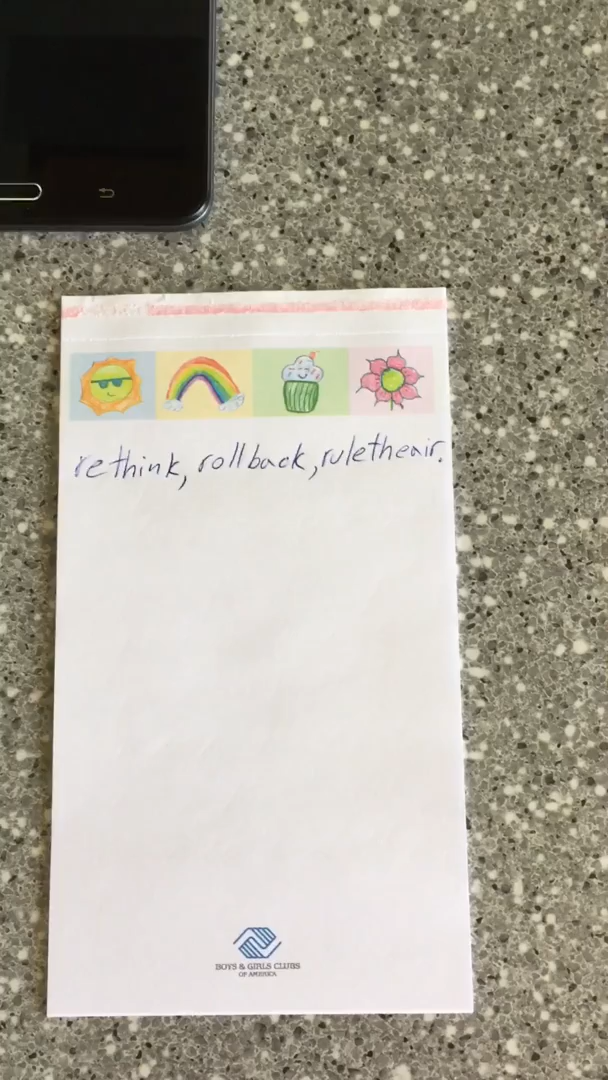 rethink, rollback, ruletheair.
BOYS & GIRLS CLUBS
OF AMERICA